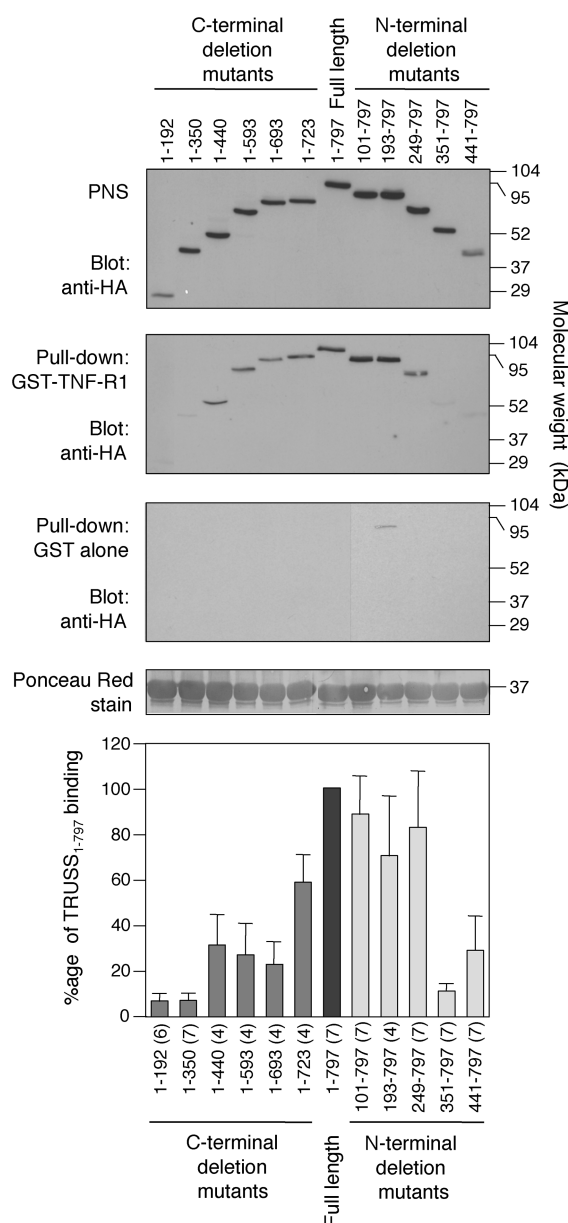 C-terminal
deletion
mutants
Full length
N-terminal
deletion
mutants
1-192
1-350
1-440
1-593
1-693
1-723
1-797
101-797
193-797
249-797
351-797
441-797
PNS
Blot:
anti-HA
104
95
52
37
29
Pull-down:
GST-TNF-R1
Blot:
anti-HA
104
95
52
37
29
Molecular weight (kDa)
Pull-down:
GST alone
Blot:
anti-HA
104
95
52
37
29
Ponceau Red
stain
37
%age of TRUSS1-797 binding
120
100
80
60
40
20
0
1-192 (6)
1-350 (7)
1-440 (4)
1-593 (4)
1-693 (4)
1-723 (4)
1-797 (7)
101-797 (7)
193-797 (4)
249-797 (7)
351-797 (7)
441-797 (7)
C-terminal
deletion
mutants
Full length
N-terminal
deletion
mutants